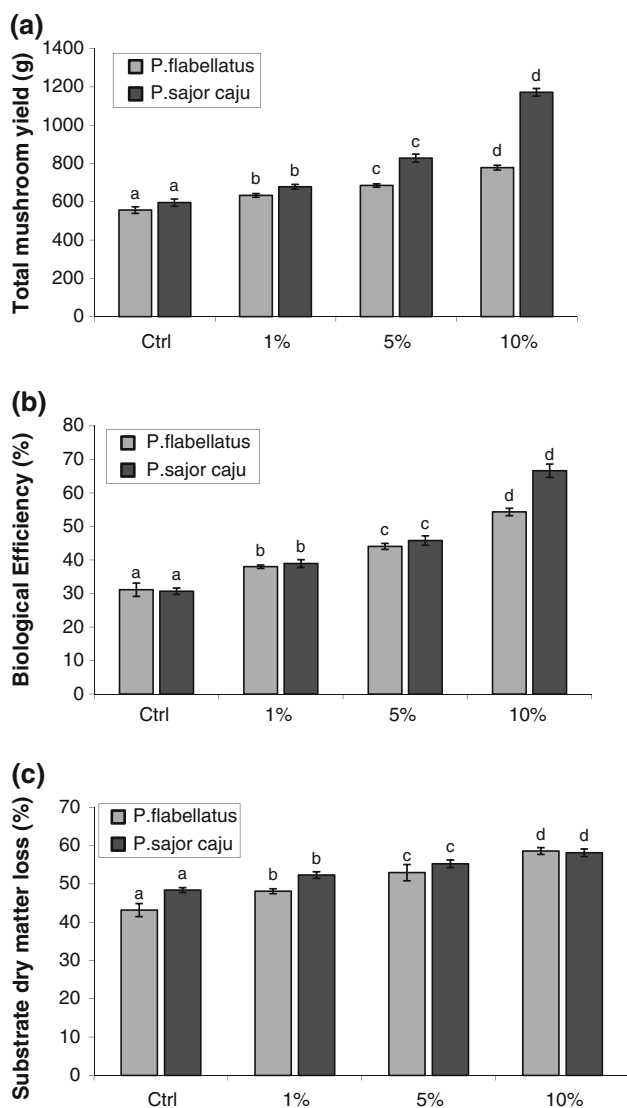 (a)
Total mushroom yield (g)
1400
1200
1000
800
600
400
200
0
P.flabellatus
P.sajor caju
a a
b b
c c
d d
Ctrl 1% 5% 10%
(b)
Biological Efficiency (%)
80
70
60
50
40
30
20
10
0
P.flabellatus
P.sajor caju
a a
b b
c c
d d
Ctrl 1% 5% 10%
(c)
Substrate dry matter loss (%)
70
60
50
40
30
20
10
0
P.flabellatus
P.sajor caju
a a
b b
c c
d d
Ctrl 1% 5% 10%